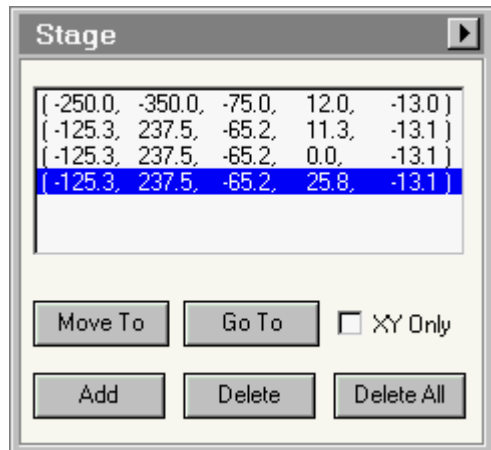 Stage
( -250.0, -350.0, -75.0, 12.0, -13.0 )
( -125.3, 237.5, -65.2, 11.3, -13.1 )
( -125.3, 237.5, -65.2, 0.0, -13.1 )
( -125.3, 237.5, -65.2, 25.8, -13.1 )
Move To Go To XY Only
Add Delete Delete All